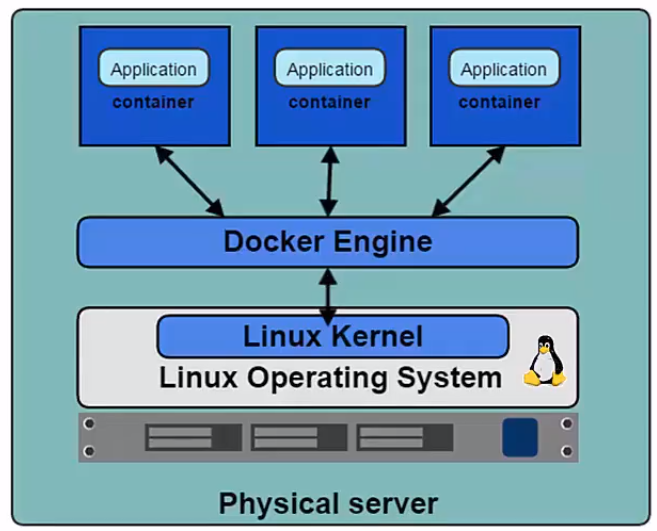 Application
container
Application
container
Application
container
Docker Engine
Linux Kernel
Linux Operating System
Physical server